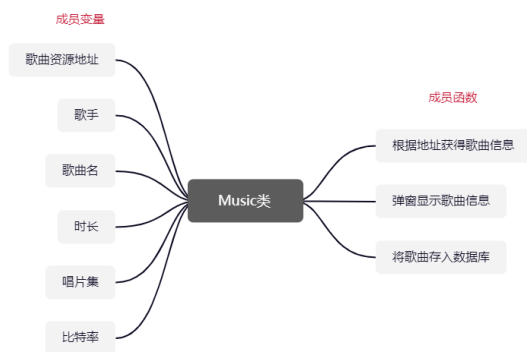 成员变量
歌曲资源地址
歌手
歌曲名
时长
唱片集
比特率
Music类
成员函数
根据地址获得歌曲信息
弹窗显示歌曲信息
将歌曲存入数据库